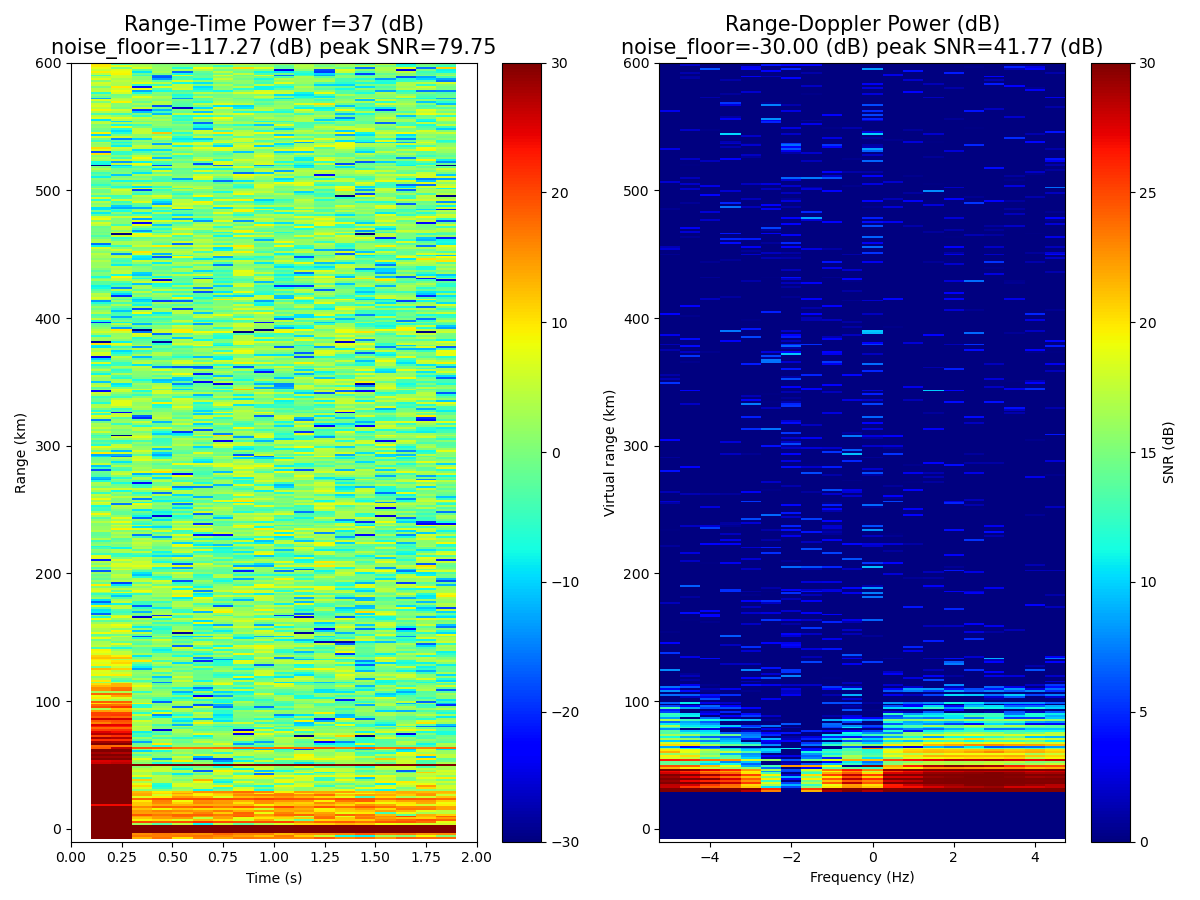 Range-Time Power f=37 (dB)
noise_floor=-117.27 (dB) peak SNR=79.75
Range-Doppler Power (dB)
noise_floor=-30.00 (dB) peak SNR=41.77 (dB)
600
500
400
300
200
100
0
Range (km)
0.00 0.25 0.50 0.75 1.00 1.25 1.50 1.75 2.00
Time (s)
30
20
10
0
−10
−20
−30
600
500
400
300
200
100
0
Virtual range (km)
−4 −2 0 2 4
Frequency (Hz)
30
25
20
15
10
5
0
SNR (dB)